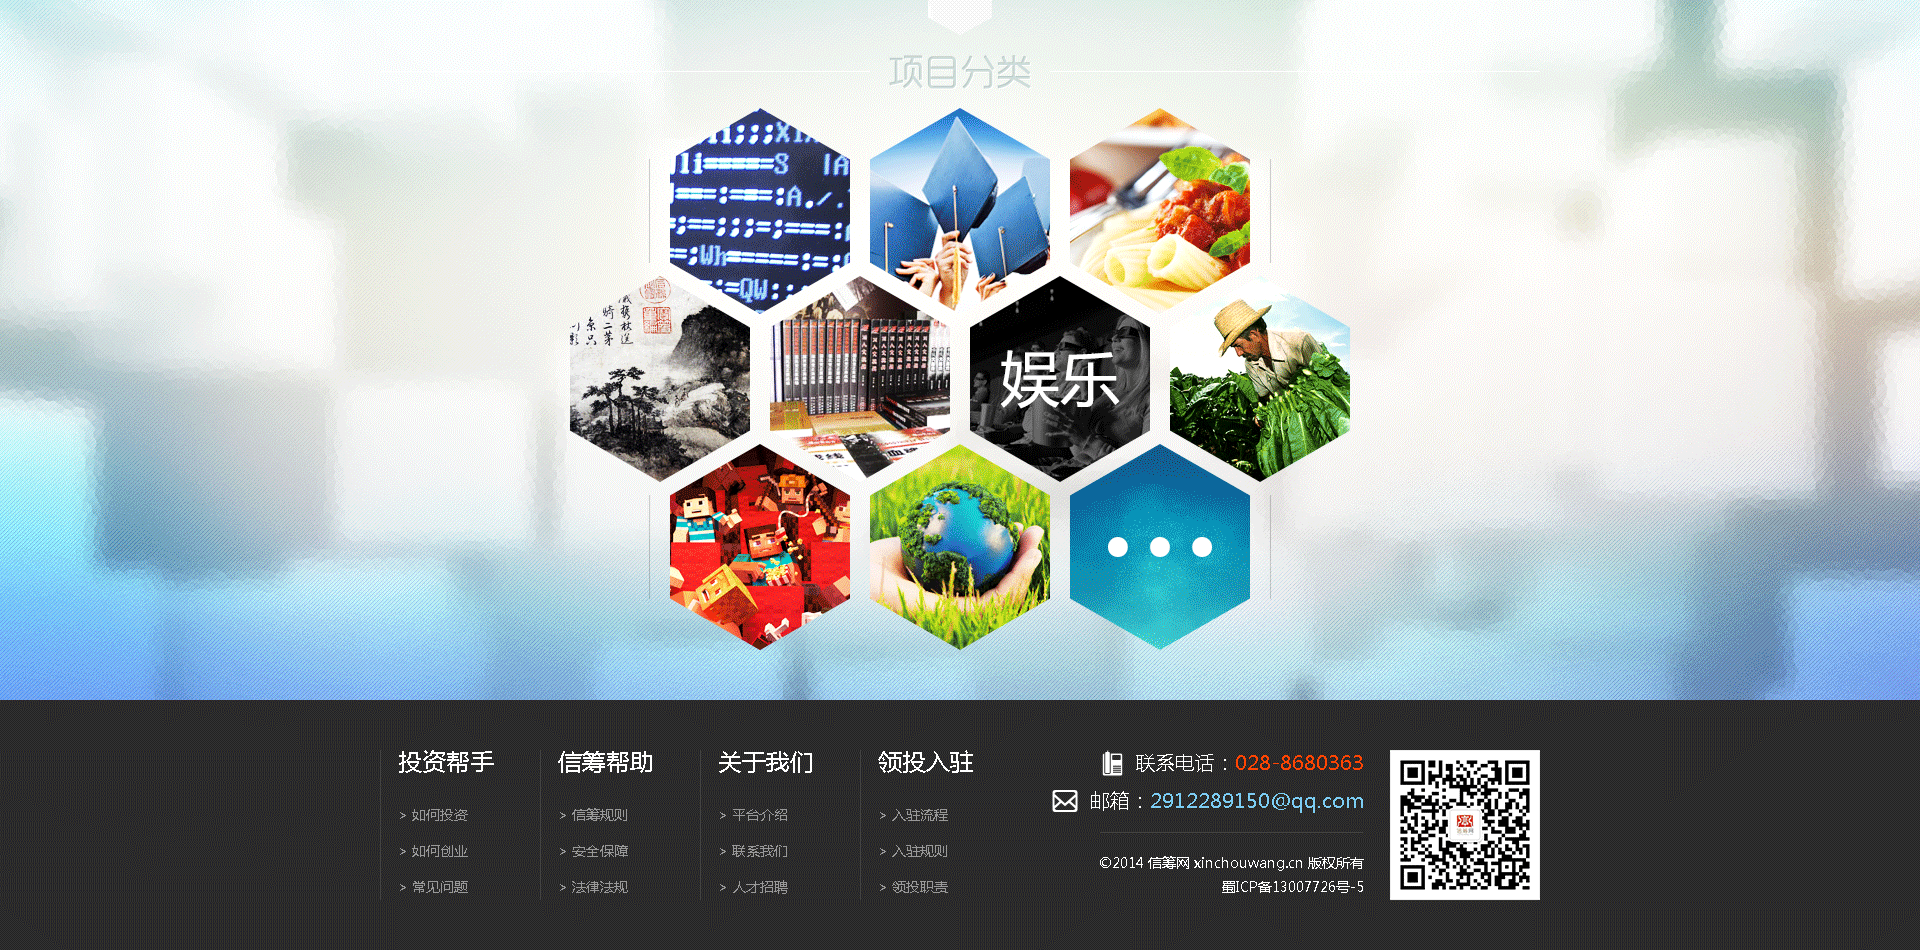 项目分类
娱乐
投资帮手
> 如何投资
> 如何创业
> 常见问题
信筹帮助
> 信筹规则
> 安全保障
> 法律法规
关于我们
> 平台介绍
> 联系我们
> 人才招聘
领投入驻
> 入驻流程
> 入驻规则
> 领投职责
联系电话：028-8680363
邮箱：2912289150@qq.com
©2014 信筹网 xinchouwang.cn 版权所有
蜀ICP备13007726号-5